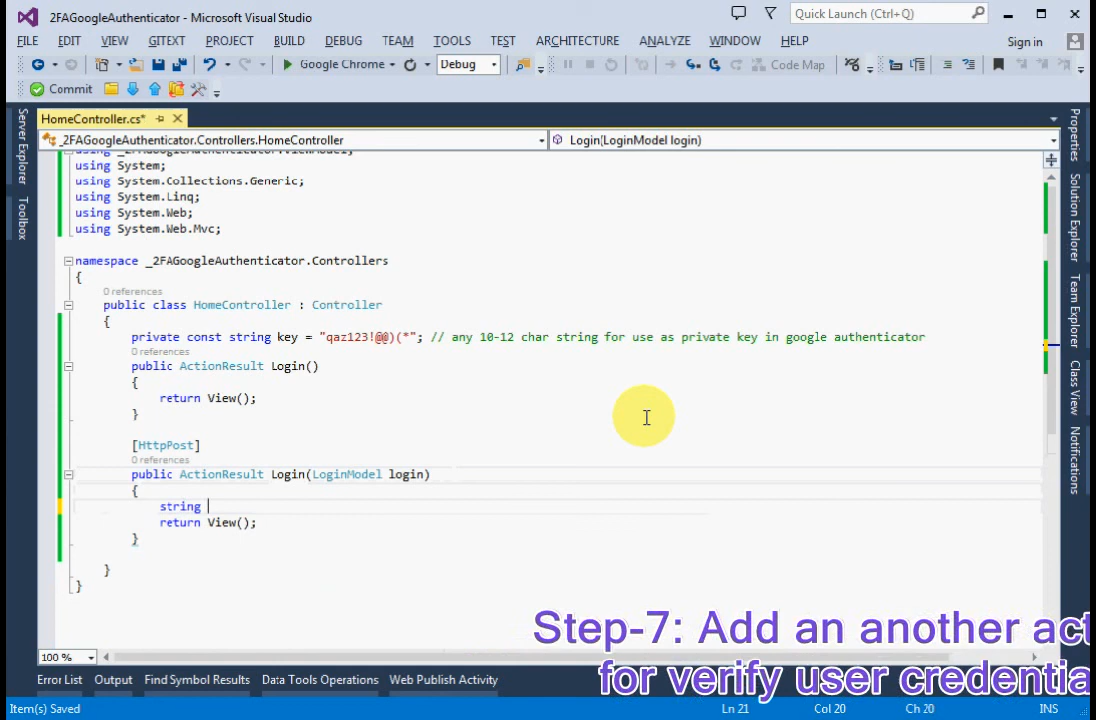 2FAGoogleAuthenticator - Microsoft Visual Studio
Quick Launch (Ctrl+Q)
FILE EDIT VIEW GITEXT PROJECT BUILD DEBUG TEAM TOOLS TEST ARCHITECTURE ANALYZE WINDOW HELP Sign in
Google Chrome Debug Code Map
Commit
HomeController.cs*
_2FAGoogleAuthenticator.Controllers.HomeController Login(LoginModel login)
using _2FAGoogleAuthenticator.ViewModel;
using System;
using System.Collections.Generic;
using System.Linq;
using System.Web;
using System.Web.Mvc;
namespace _2FAGoogleAuthenticator.Controllers
{
0 references
public class HomeController : Controller
{
private const string key = "qaz123!@@)(*"; // any 10-12 char string for use as private key in google authenticator
0 references
public ActionResult Login()
{
return View();
}
[HttpPost]
0 references
public ActionResult Login(LoginModel login)
{
string
return View();
}
}
}
Server Explorer
Toolbox
Properties
Solution Explorer
Team Explorer
Class View
Notifications
Step-7: Add an another act
for verify user credentia
100 %
Error List Output Find Symbol Results Data Tools Operations Web Publish Activity
Item(s) Saved Ln 21 Col 20 Ch 20 INS